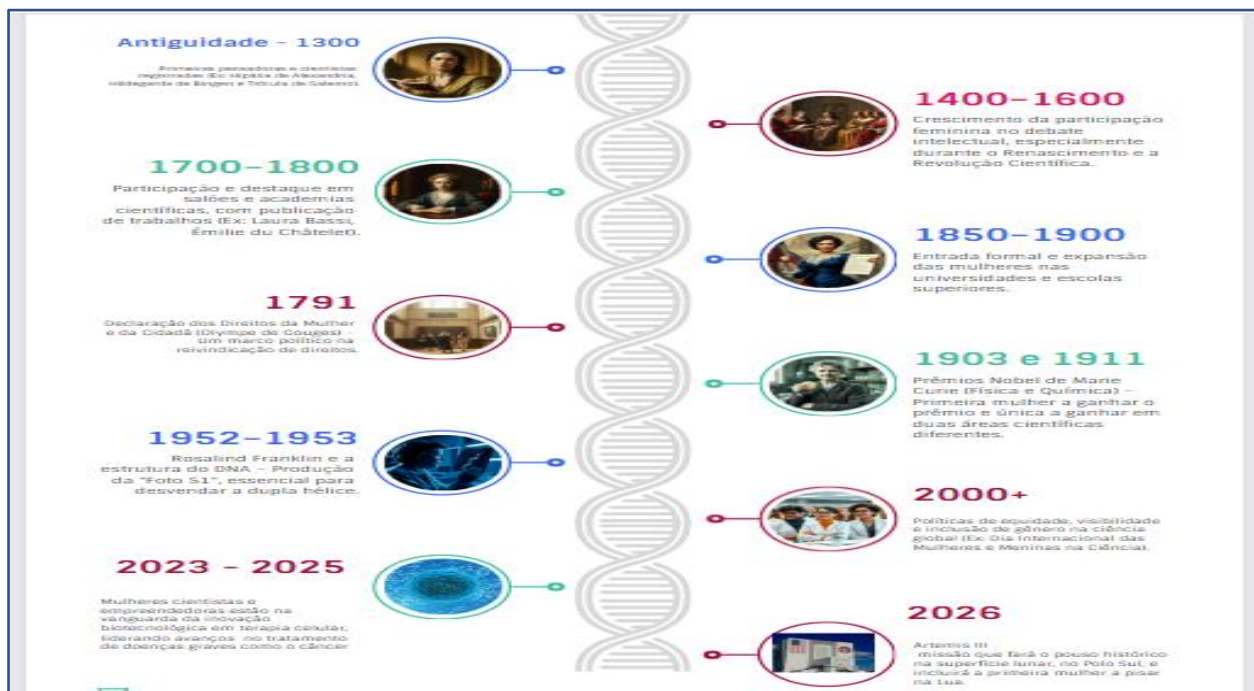 Antiguidade - 1300
Primeiras pensadoras e cientistas
registradas (Ex: Hipátia de Alexandria,
Hildegarda de Bingen e Trótula de Salerno).
1400–1600
Crescimento da participação
feminina no debate
intelectual, especialmente
durante o Renascimento e a
Revolução Científica.
1700–1800
Participação e destaque em
salões e academias
científicas, com publicação
de trabalhos (Ex: Laura Bassi,
Émilie du Châtelet).
1850–1900
Entrada formal e expansão
das mulheres nas
universidades e escolas
superiores.
1791
Declaração dos Direitos da Mulher
e da Cidadã (Olympe de Gouges) –
um marco político na
reivindicação de direitos.
1903 e 1911
Prêmios Nobel de Marie
Curie (Física e Química) –
Primeira mulher a ganhar o
prêmio e única a ganhar em
duas áreas científicas
diferentes.
1952–1953
Rosalind Franklin e a
estrutura do DNA – Produção
da "Foto 51", essencial para
desvendar a dupla hélice.
2000+
Políticas de equidade, visibilidade
e inclusão de gênero na ciência
global (Ex: Dia Internacional das
Mulheres e Meninas na Ciência).
2023 - 2025
Mulheres cientistas e
empreendedoras estão na
vanguarda da inovação
biotecnológica em terapia celular,
liderando avanços no tratamento
de doenças graves como o câncer
2026
Artemis III
missão que fará o pouso histórico
na superfície lunar, no Polo Sul, e
incluirá a primeira mulher a pisar
na Lua.